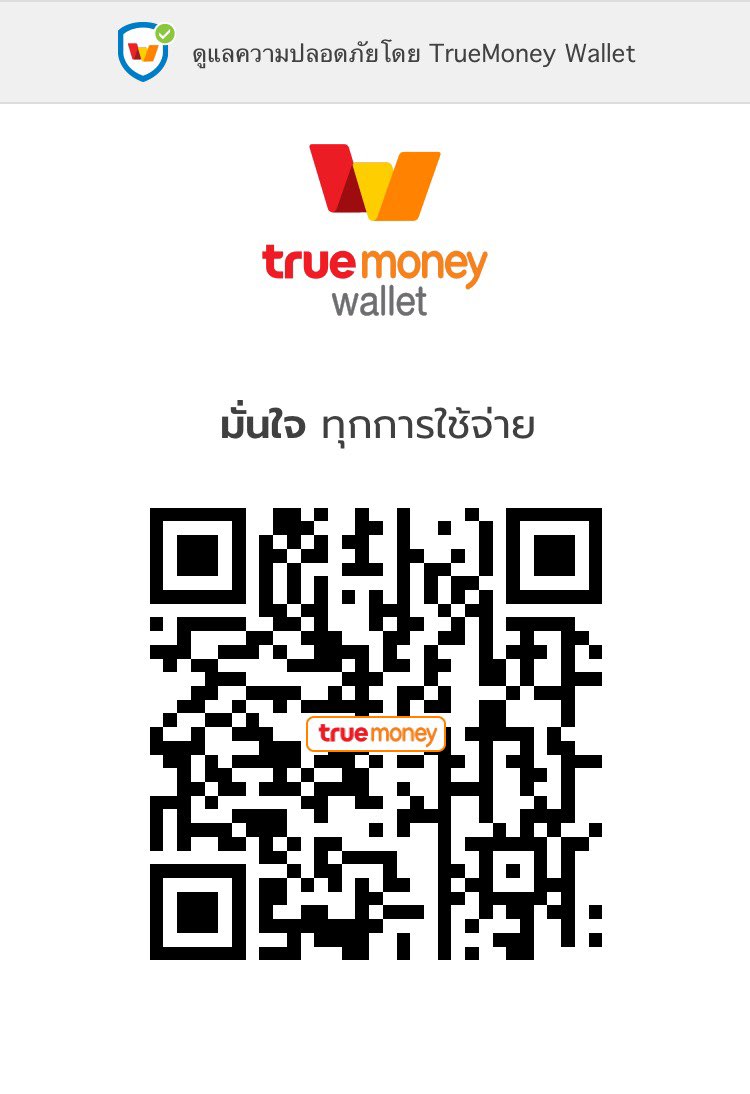 ดูแลความปลอดภัยโดย TrueMoney Wallet
truemoney
wallet
มั่นใจ ทุกการใช้จ่าย
truemoney